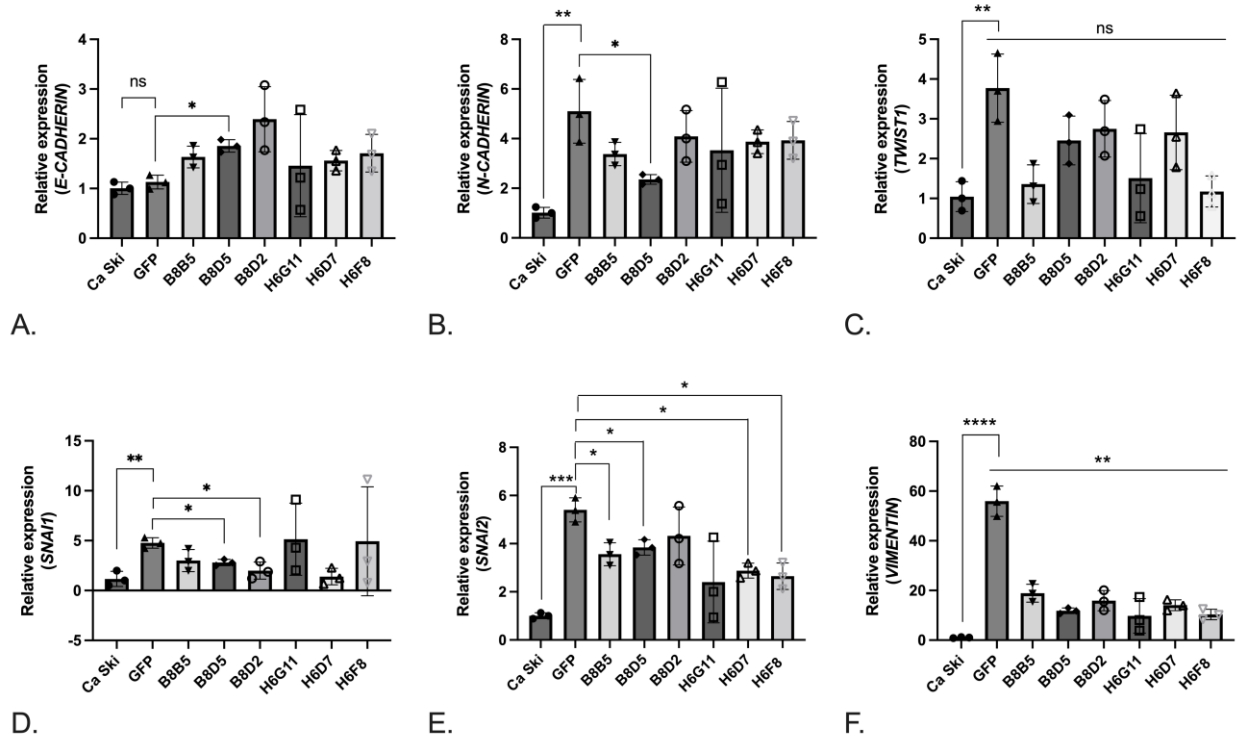 Relative expression
(E-CADHERIN)
4
3
2
1
0
ns
*
Ca Ski
GFP
B8B5
B8D5
B8D2
H6G11
H6D7
H6F8
A.
Relative expression
(N-CADHERIN)
8
6
4
2
0
**
*
Ca Ski
GFP
B8B5
B8D5
B8D2
H6G11
H6D7
H6F8
B.
Relative expression
(TWIST1)
5
4
3
2
1
0
**
ns
Ca Ski
GFP
B8B5
B8D5
B8D2
H6G11
H6D7
H6F8
C.
Relative expression
(SNAI1)
15
10
5
0
-5
**
*
*
Ca Ski
GFP
B8B5
B8D5
B8D2
H6G11
H6D7
H6F8
D.
Relative expression
(SNAI2)
8
6
4
2
0
*
*
*
*
***
Ca Ski
GFP
B8B5
B8D5
B8D2
H6G11
H6D7
H6F8
E.
Relative expression
(VIMENTIN)
80
60
40
20
0
****
**
Ca Ski
GFP
B8B5
B8D5
B8D2
H6G11
H6D7
H6F8
F.